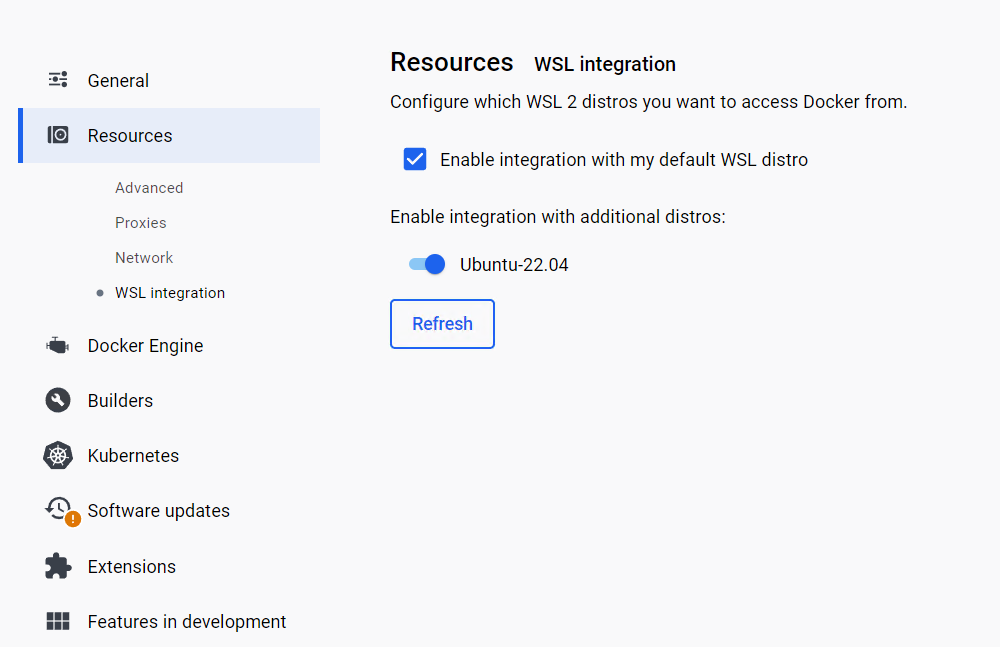 General
Resources
Advanced
Proxies
Network
WSL integration
Docker Engine
Builders
Kubernetes
Software updates
Extensions
Features in development
Resources WSL integration
Configure which WSL 2 distros you want to access Docker from.
Enable integration with my default WSL distro
Enable integration with additional distros:
Ubuntu-22.04
Refresh